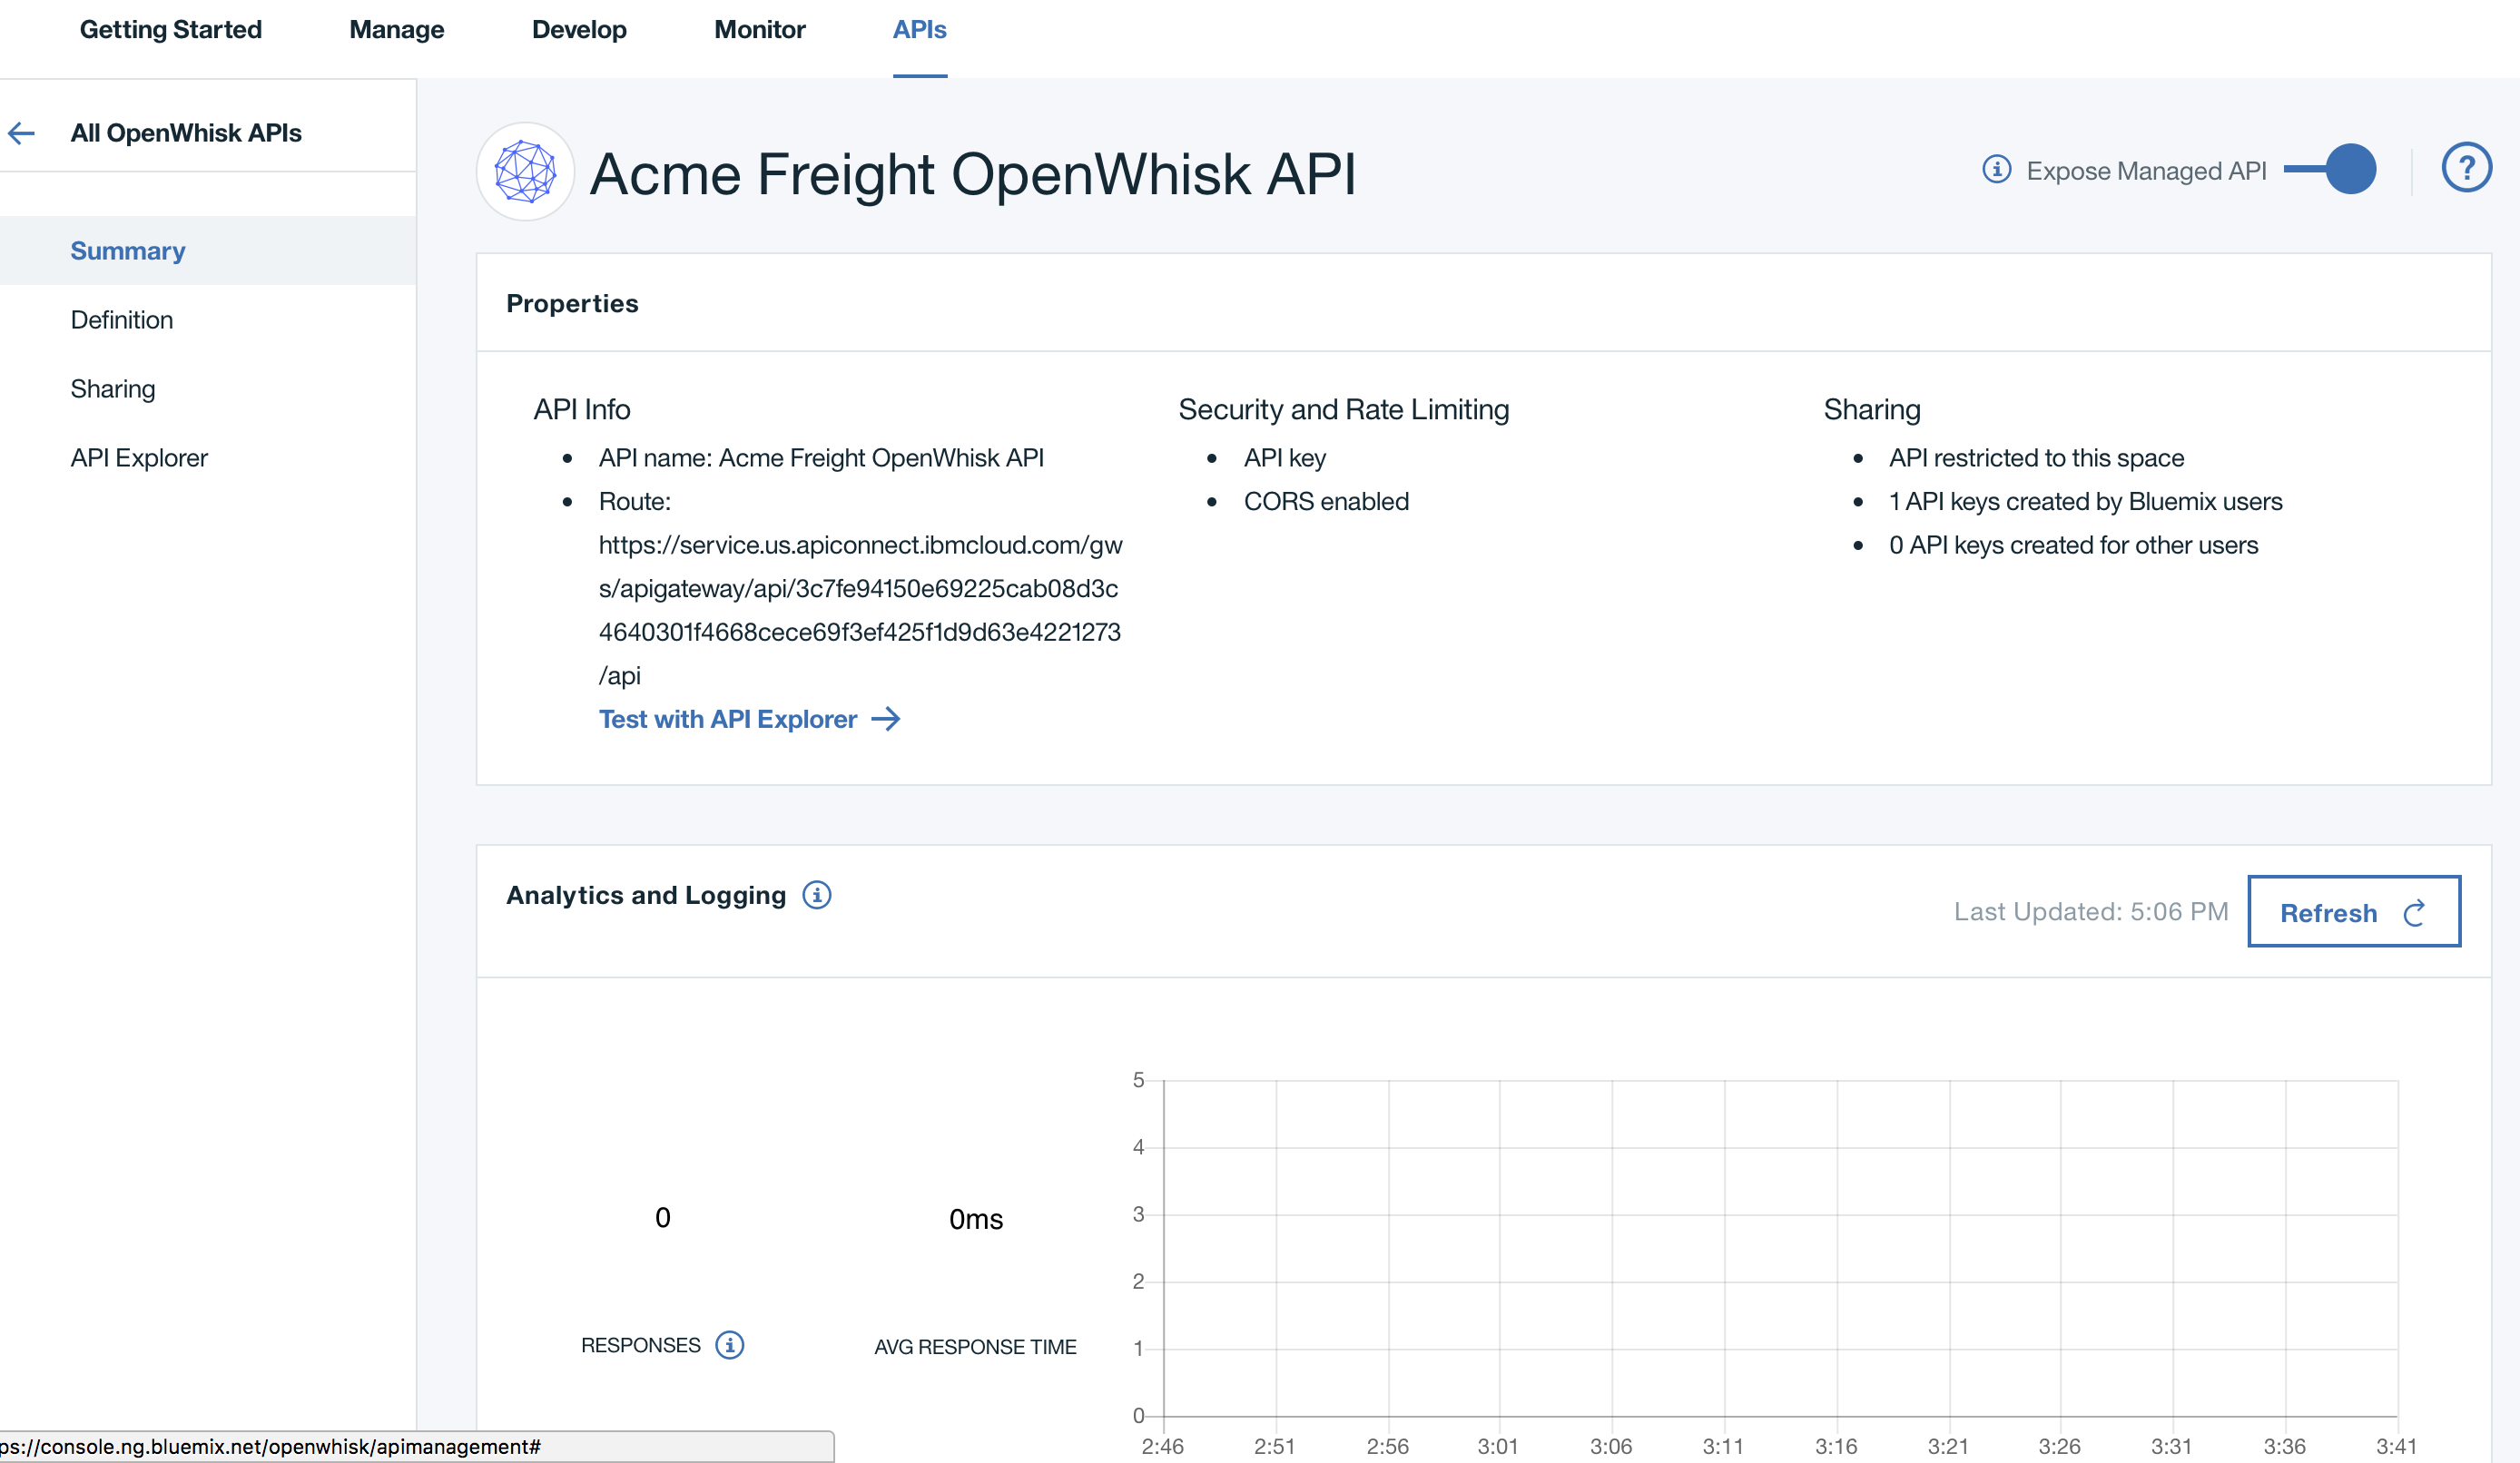 Getting Started
Manage
Develop
Monitor
APIs
All OpenWhisk APIs
Summary
Definition
Sharing
API Explorer
Acme Freight OpenWhisk API
Expose Managed API
?
Properties
API Info
API name: Acme Freight OpenWhisk API
Route:
https://service.us.apiconnect.ibmcloud.com/gw
s/apigateway/api/3c7fe94150e69225cab08d3c
4640301f4668cece69f3ef425f1d9d63e4221273
/api
Test with API Explorer
Security and Rate Limiting
API key
CORS enabled
Sharing
API restricted to this space
1 API keys created by Bluemix users
0 API keys created for other users
Analytics and Logging
Last Updated: 5:06 PM
Refresh
0
RESPONSES
0ms
AVG RESPONSE TIME
5
4
3
2
1
0
2:46 2:51 2:56 3:01 3:06 3:11 3:16 3:21 3:26 3:31 3:36 3:41
ps://console.ng.bluemix.net/openwhisk/apimanagement#